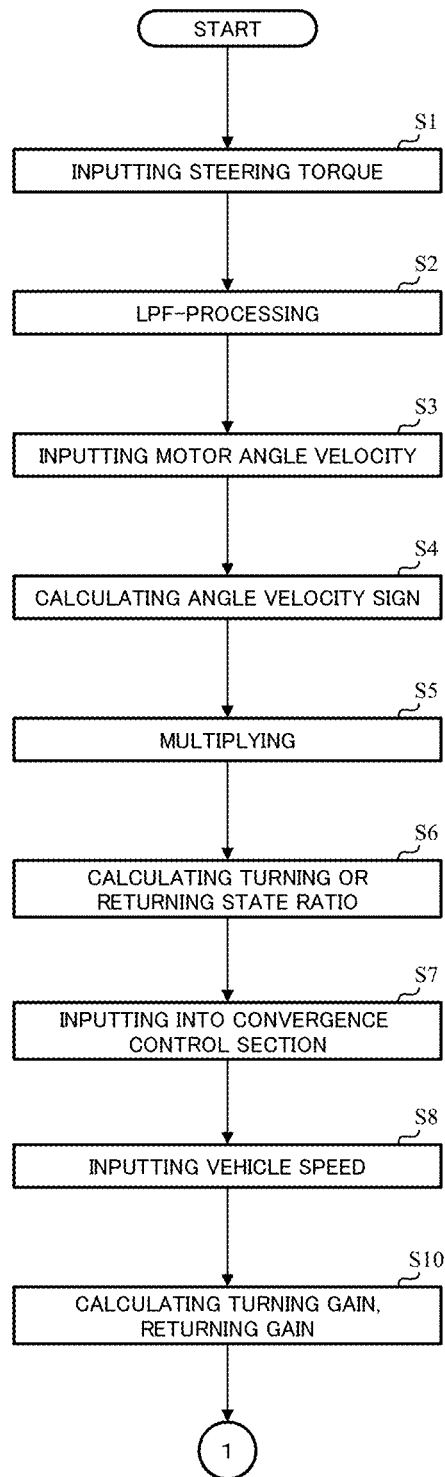 START
S1
INPUTTING STEERING TORQUE
S2
LPF-PROCESSING
S3
INPUTTING MOTOR ANGLE VELOCITY
S4
CALCULATING ANGLE VELOCITY SIGN
S5
MULTIPLYING
S6
CALCULATING TURNING OR
RETURNING STATE RATIO
S7
INPUTTING INTO CONVERGENCE
CONTROL SECTION
S8
INPUTTING VEHICLE SPEED
S10
CALCULATING TURNING GAIN,
RETURNING GAIN
1